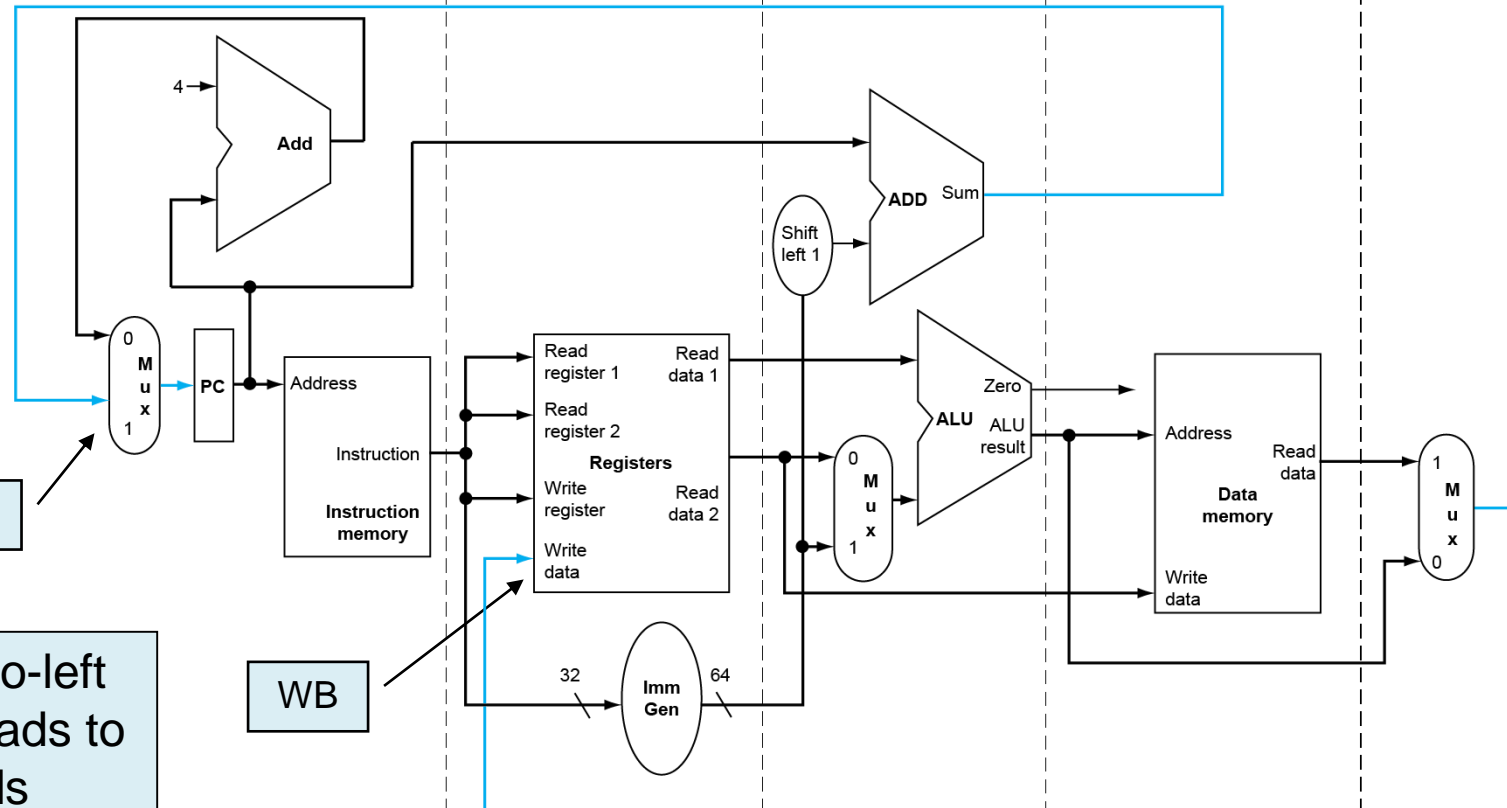 4
Add
ADD
Sum
Shift
left 1
0
M
u
x
1
PC
Address
Instruction
Instruction
memory
Read
register 1
Read
register 2
Write
register
Write
data
Registers
Read
data 1
Read
data 2
0
M
u
x
1
Zero
ALU
ALU
result
Address
Write
data
Data
memory
Read
data
1
M
u
x
0
32
Imm
Gen
64
WB
o-left
ads to
ls